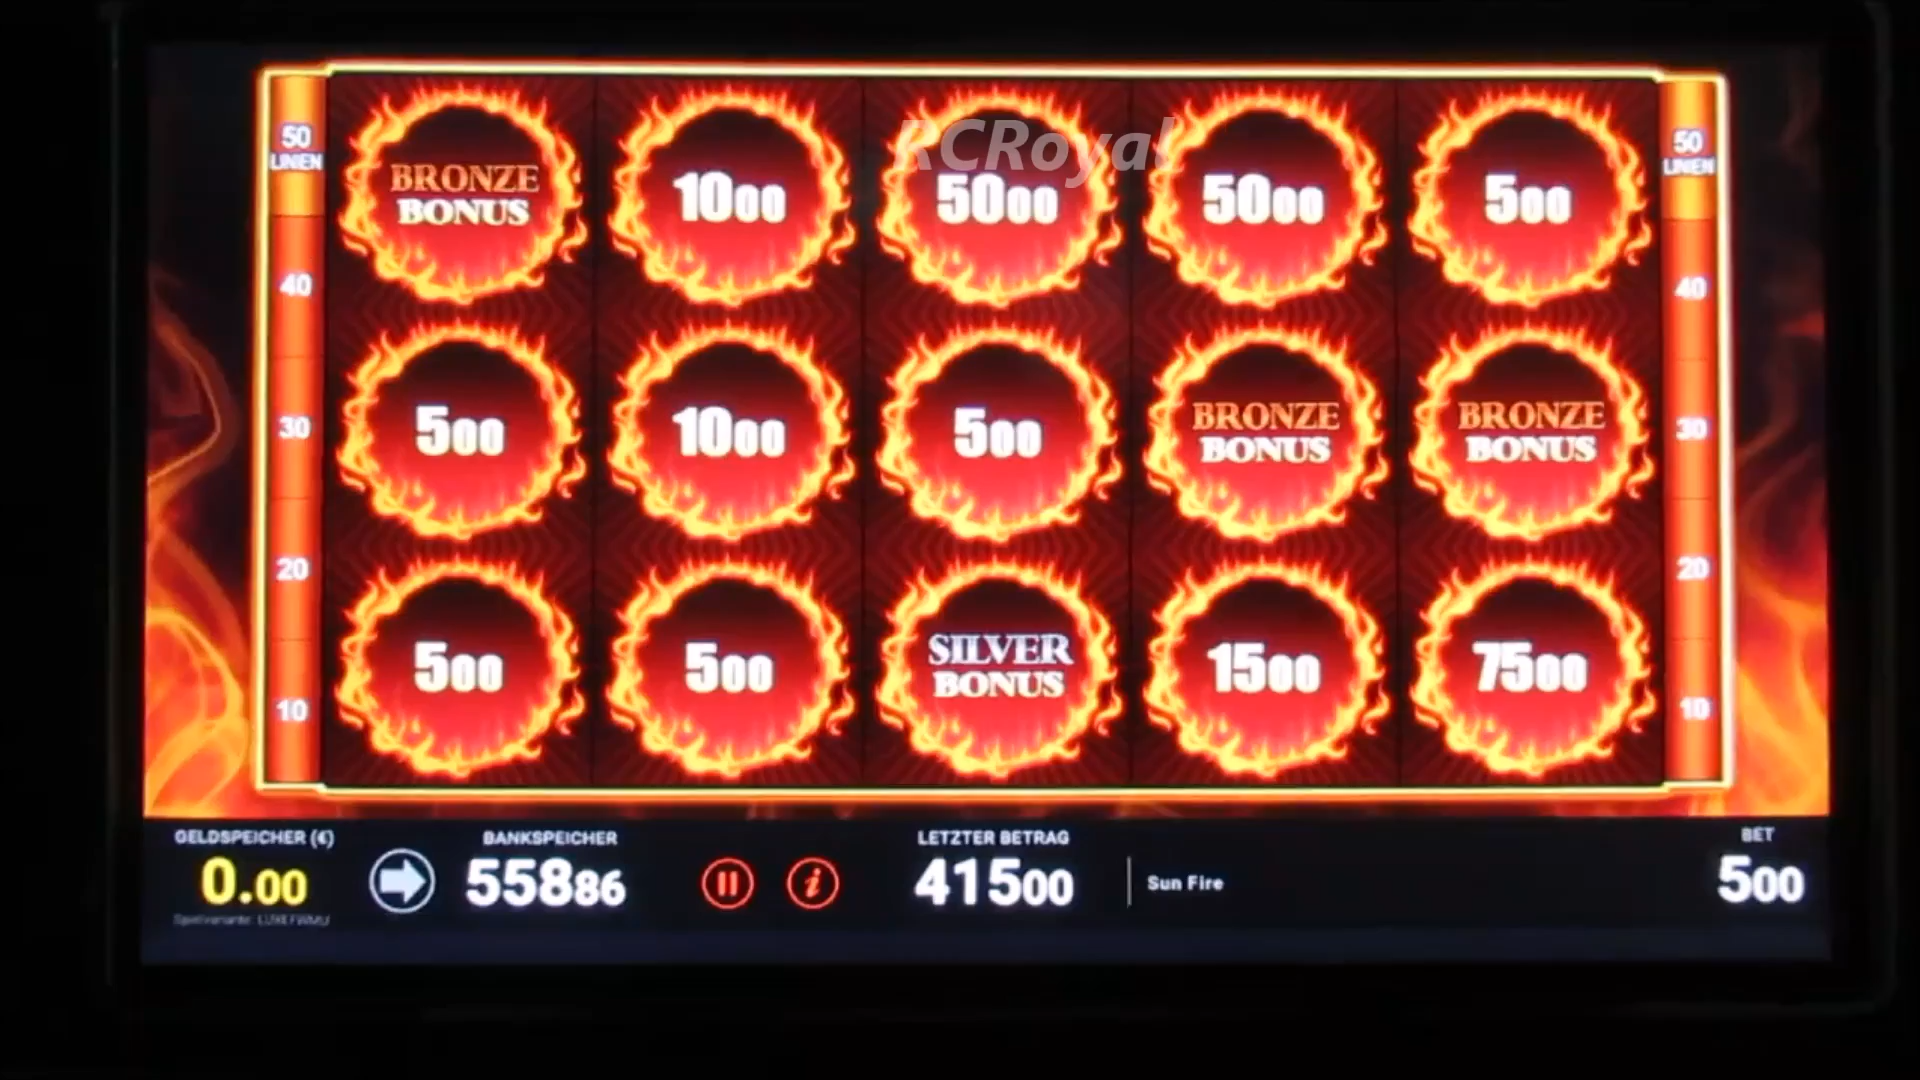 RCRoyal
50
LINIEN
40
30
20
10
BRONZE
BONUS
1000
5000
5000
500
500
1000
500
BRONZE
BONUS
BRONZE
BONUS
500
500
SILVER
BONUS
1500
7500
50
LINIEN
40
30
20
10
GELDSPEICHER (€)
0.00
BANKSPEICHER
55886
LETZTER BETRAG
41500
Sun Fire
BET
500